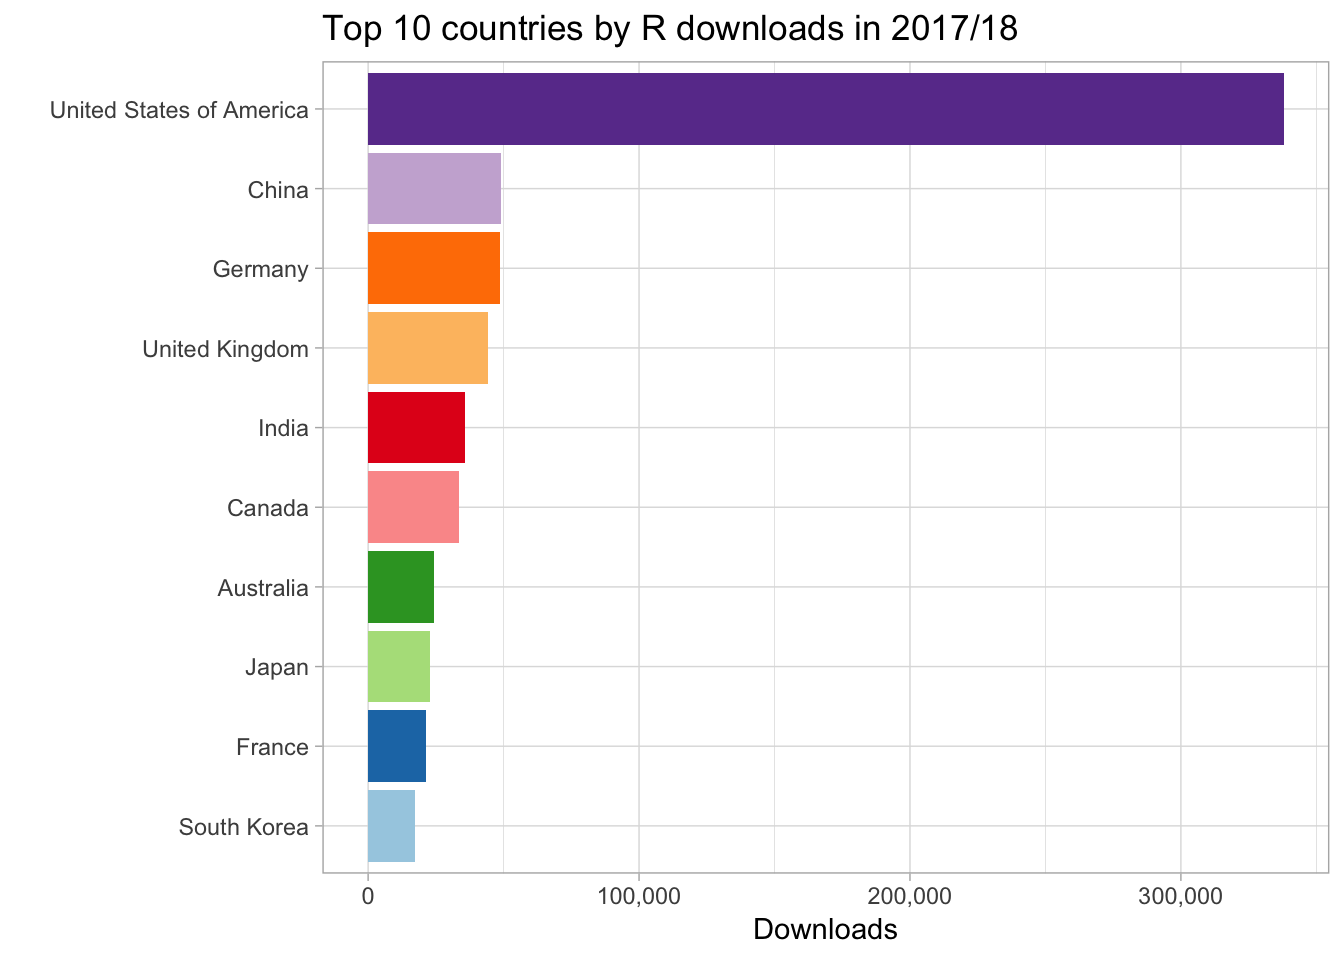 Top 10 countries by R downloads in 2017/18
United States of America
China
Germany
United Kingdom
India
Canada
Australia
Japan
France
South Korea
0 100,000 200,000 300,000
Downloads